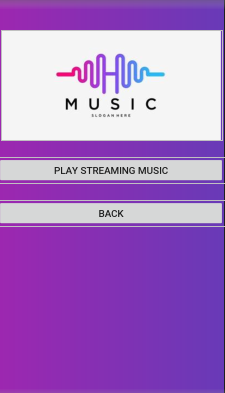 MUSIC
SLOGAN HERE
PLAY STREAMING MUSIC
BACK